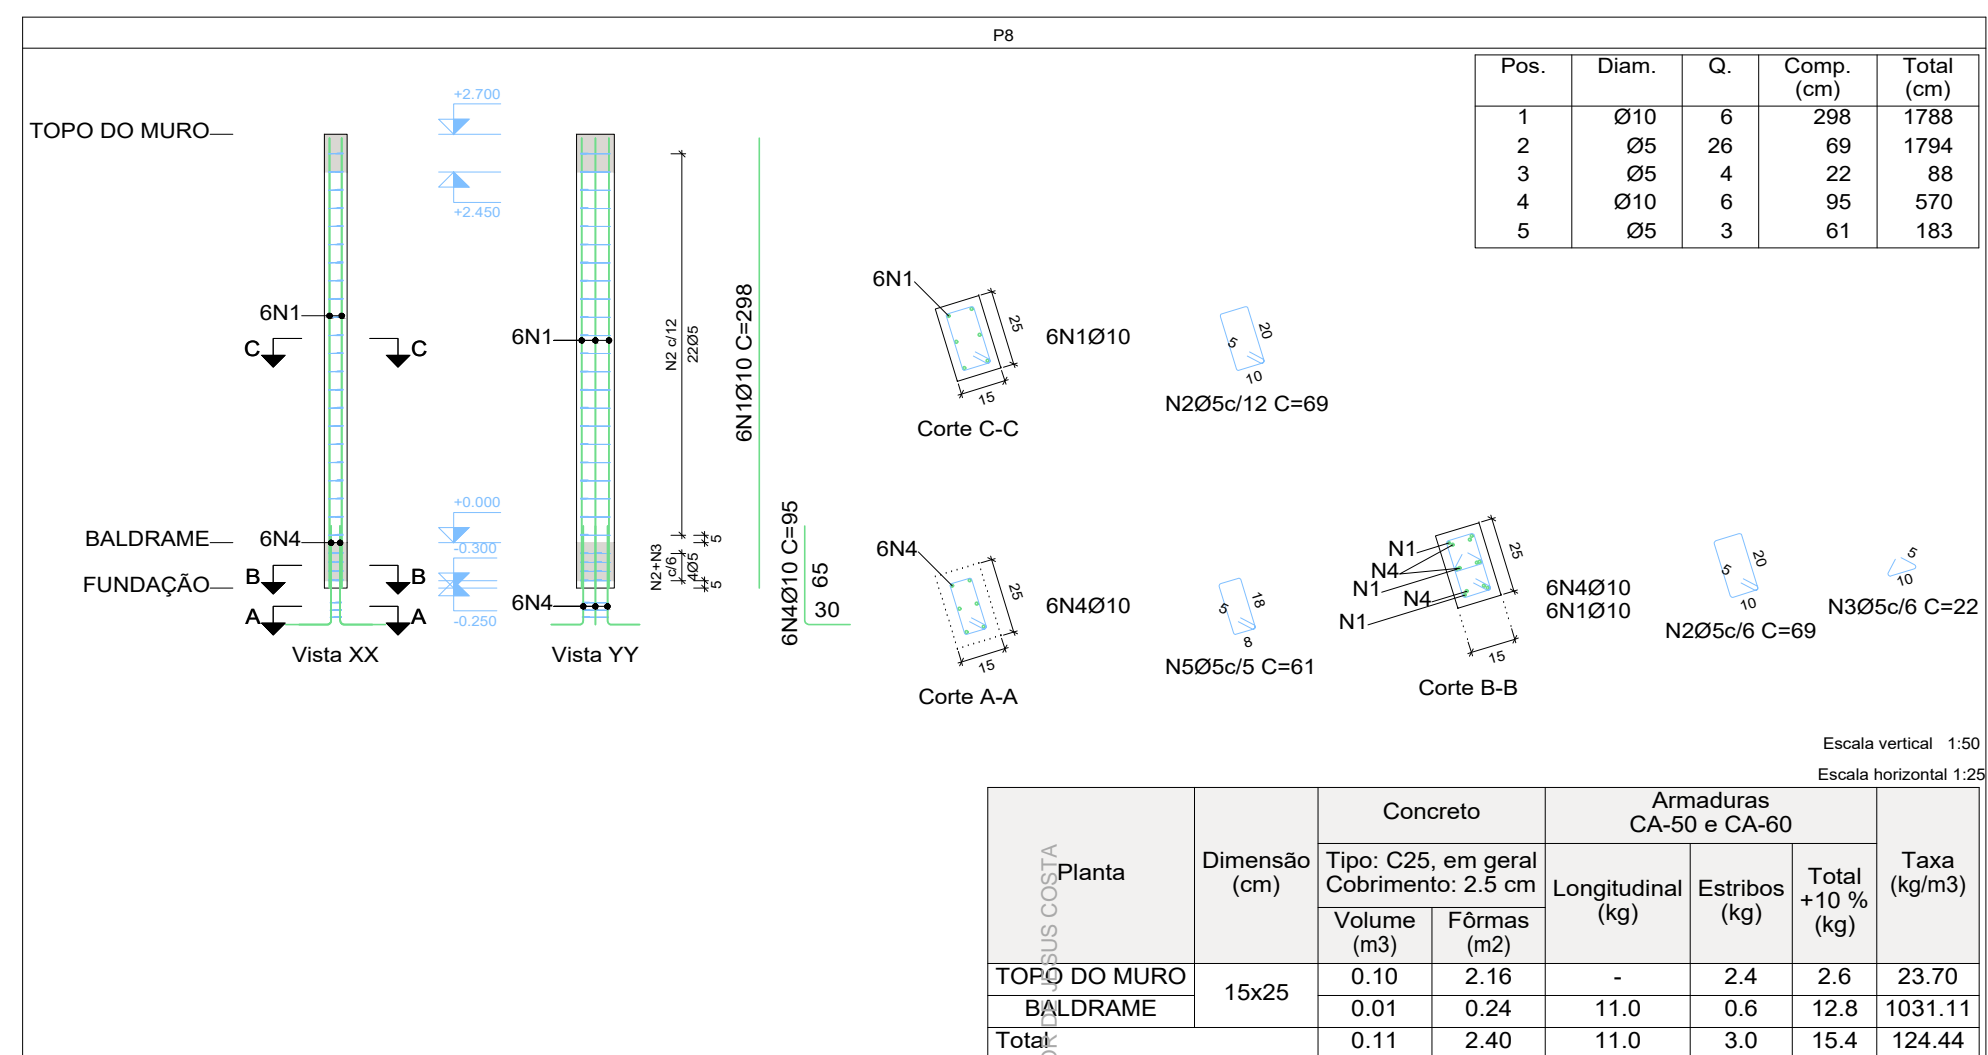 P8
Pos. Diam. Q. Comp. (cm) Total (cm)
1 Ø10 6 298 1788
2 Ø5 26 69 1794
3 Ø5 4 22 88
4 Ø10 6 95 570
5 Ø5 3 61 183
TOPO DO MURO
BALDRAME
FUNDAÇÃO
6N1
C C
6N4
B B
A A
Vista XX
+2.700
+2.450
+0.000
-0.300
-0.250
6N1
6N4
Vista YY
N2 c/12
22Ø5
N2+N3
c/6
4Ø5
5
5
6N1Ø10 C=298
6N4Ø10 C=95
65
30
6N1
25
15
6N1Ø10
Corte C-C
5
20
10
N2Ø5c/12 C=69
6N4
25
15
6N4Ø10
Corte A-A
5
18
8
N5Ø5c/5 C=61
N1
N4
N1
N4
N1
25
15
6N4Ø10
6N1Ø10
Corte B-B
5
20
10
N2Ø5c/6 C=69
5
10
N3Ø5c/6 C=22
Escala vertical 1:50
Escala horizontal 1:25
Planta
Dimensão
(cm)
Concreto
Tipo: C25, em geral
Cobrimento: 2.5 cm
Volume
(m3)
Fôrmas
(m2)
Armaduras
CA-50 e CA-60
Longitudinal
(kg)
Estribos
(kg)
Total
+10 %
(kg)
Taxa
(kg/m3)
TOPO DO MURO 15x25 0.10 2.16 - 2.4 2.6 23.70
BALDRAME 0.01 0.24 11.0 0.6 12.8 1031.11
Total 0.11 2.40 11.0 3.0 15.4 124.44
OR DE JESUS COSTA